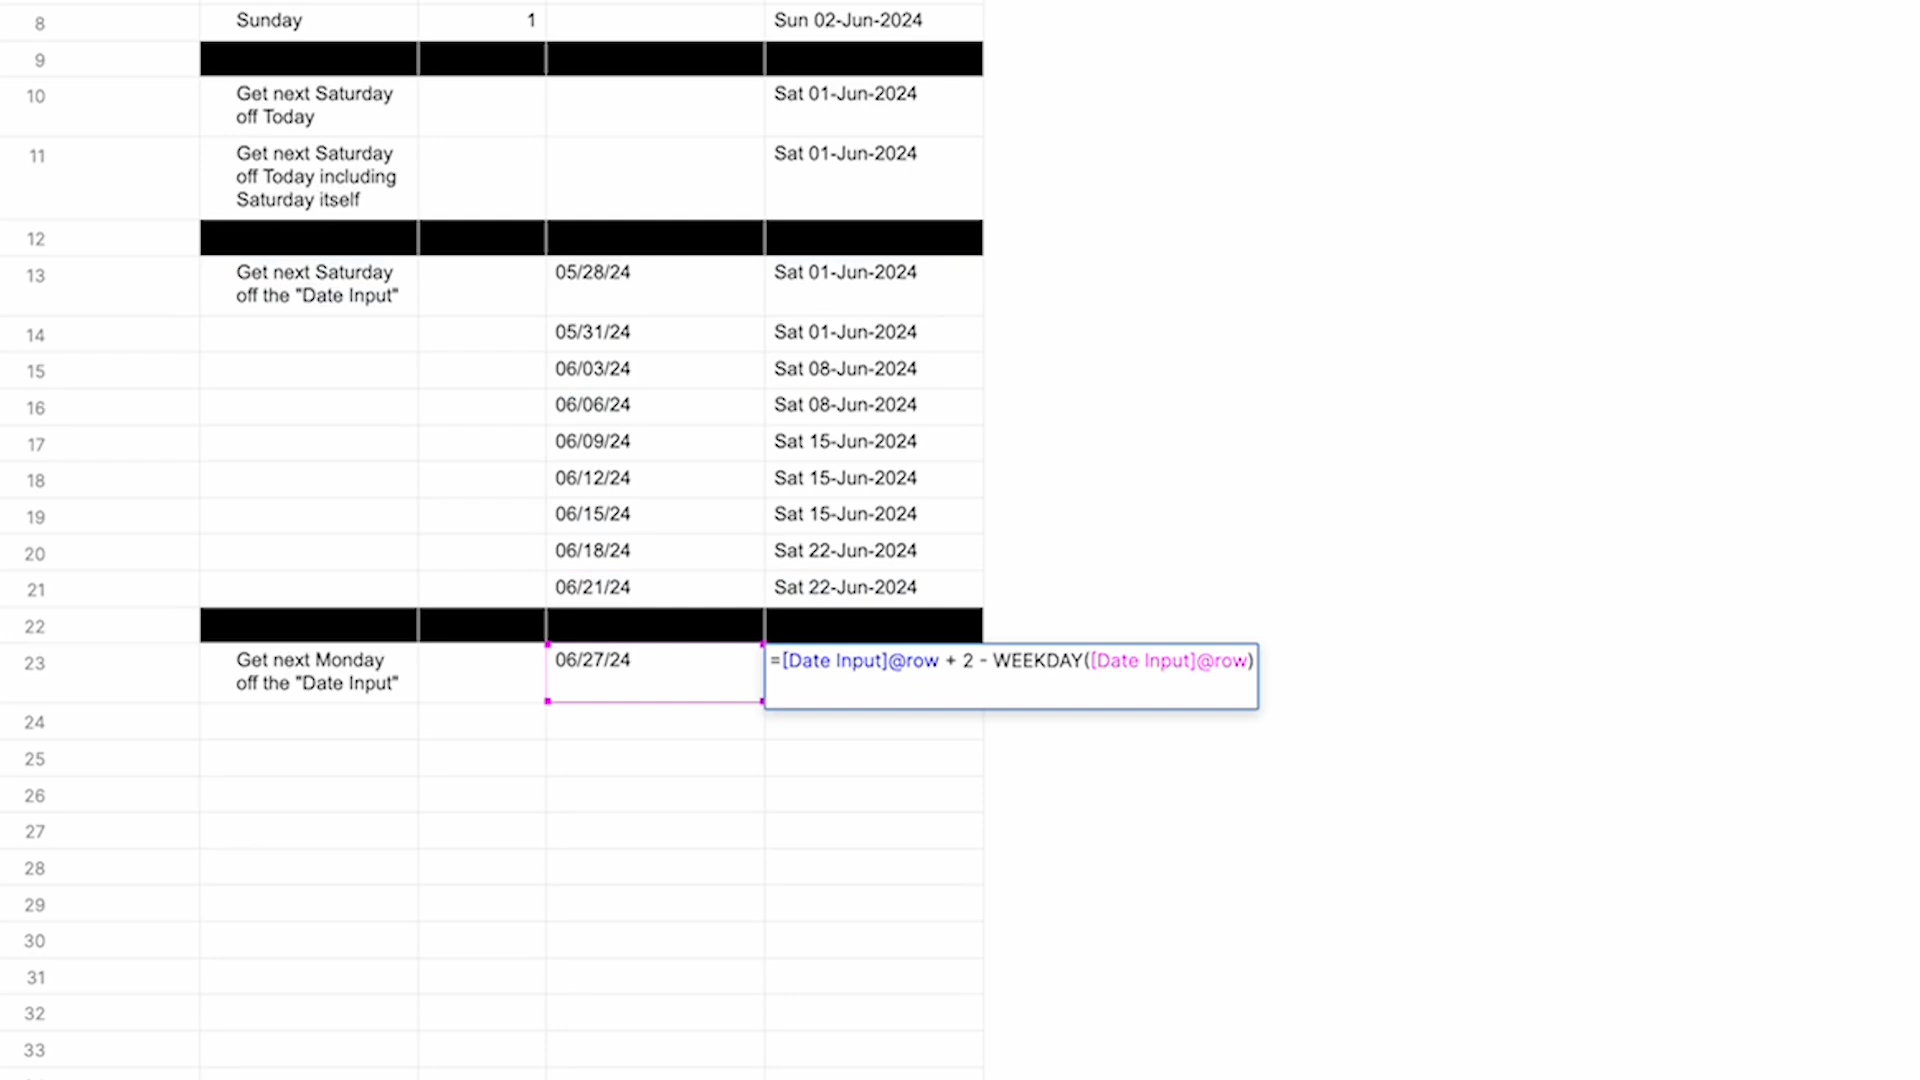 8 Sunday 1 Sun 02-Jun-2024
9
10 Get next Saturday Sat 01-Jun-2024
off Today
11 Get next Saturday Sat 01-Jun-2024
off Today including
Saturday itself
12
13 Get next Saturday 05/28/24 Sat 01-Jun-2024
off the "Date Input"
14 05/31/24 Sat 01-Jun-2024
15 06/03/24 Sat 08-Jun-2024
16 06/06/24 Sat 08-Jun-2024
17 06/09/24 Sat 15-Jun-2024
18 06/12/24 Sat 15-Jun-2024
19 06/15/24 Sat 15-Jun-2024
20 06/18/24 Sat 22-Jun-2024
21 06/21/24 Sat 22-Jun-2024
22
23 Get next Monday 06/27/24 =[Date Input]@row + 2 - WEEKDAY([Date Input]@row)
off the "Date Input"
24
25
26
27
28
29
30
31
32
33